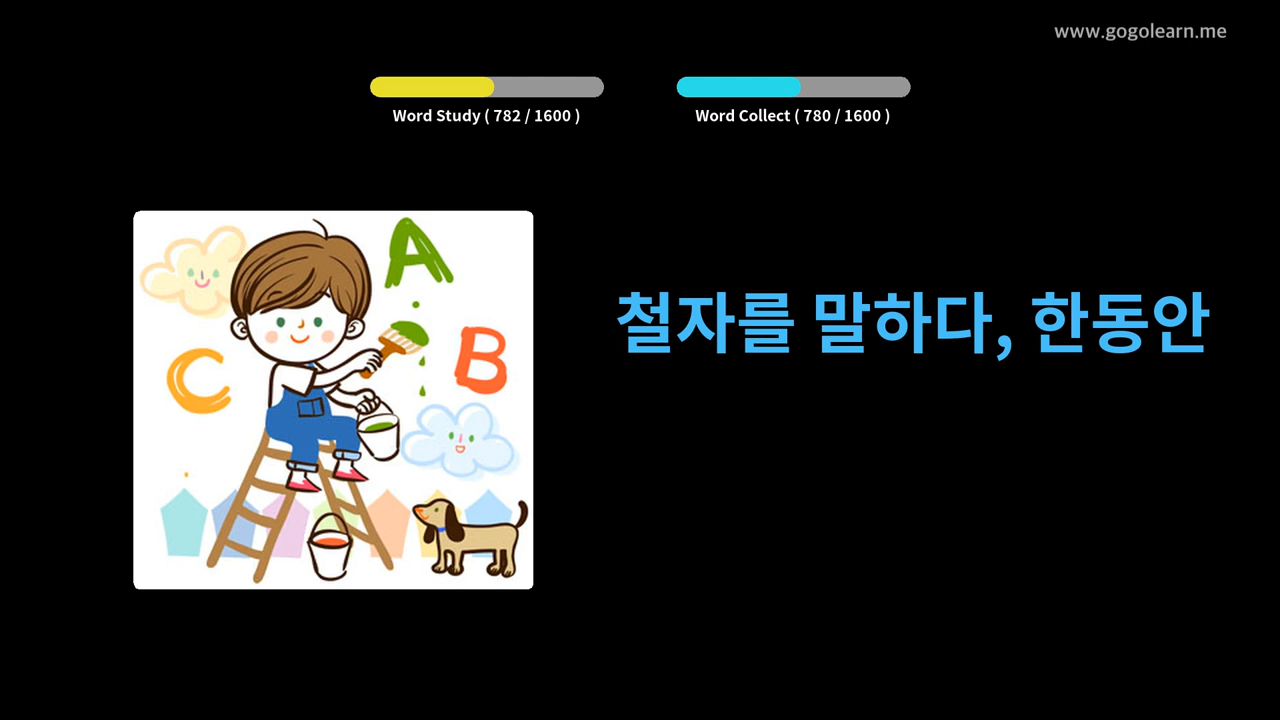 www.gogolearn.me
Word Study ( 782 / 1600 )
Word Collect ( 780 / 1600 )
A
B
C
철자를 말하다, 한동안